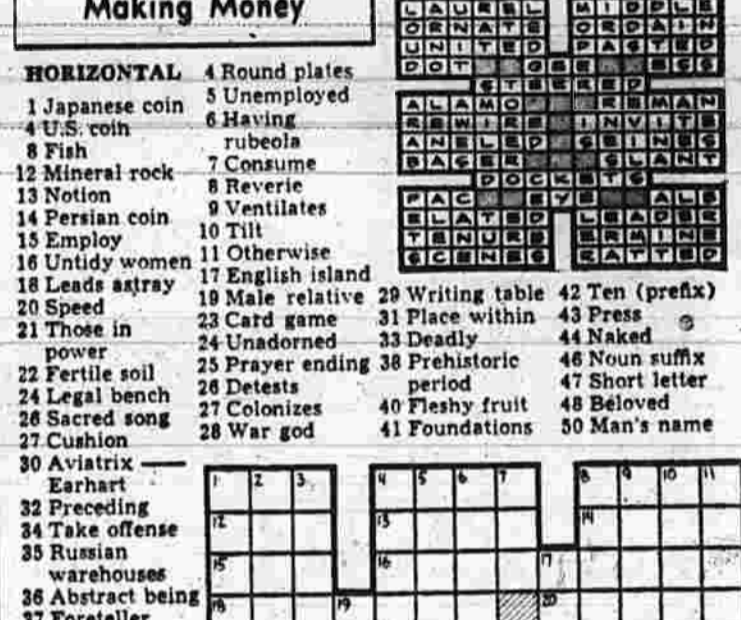 Making Money
HORIZONTAL
1 Japanese coin
4 U.S. coin
8 Fish
12 Mineral rock
13 Notion
14 Persian coin
15 Employ
16 Untidy women
18 Leads astray
20 Speed
21 Those in
power
22 Fertile soil
24 Legal bench
26 Sacred song
27 Cushion
30 Aviatrix —
Earhart
32 Preceding
34 Take offense
35 Russian
warehouses
36 Abstract being
37 Foreteller
4 Round plates
5 Unemployed
6 Having
rubeola
7 Consume
8 Reverie
9 Ventilates
10 Tilt
11 Otherwise
17 English island
19 Male relative
23 Card game
24 Unadorned
25 Prayer ending
26 Detests
27 Colonizes
28 War god
LAUREL MIDDLE
ORNATE ORDAIN
UNITED PASTED
DOT OSE ESS
STEERED
ALAMO REMAN
REWIRE INVITE
ANELED SEINES
BASER SLANT
DOCKETS
PAC EYE ALB
ELATED LEADER
TENURE ERMINE
SCENES RATTED
29 Writing table
31 Place within
33 Deadly
38 Prehistoric
period
40 Fleshy fruit
41 Foundations
42 Ten (prefix)
43 Press
44 Naked
46 Noun suffix
47 Short letter
48 Beloved
50 Man's name
1 2 3 4 5 6 7 8 9 10 11
12 13 14
15 16 17
18 19 20